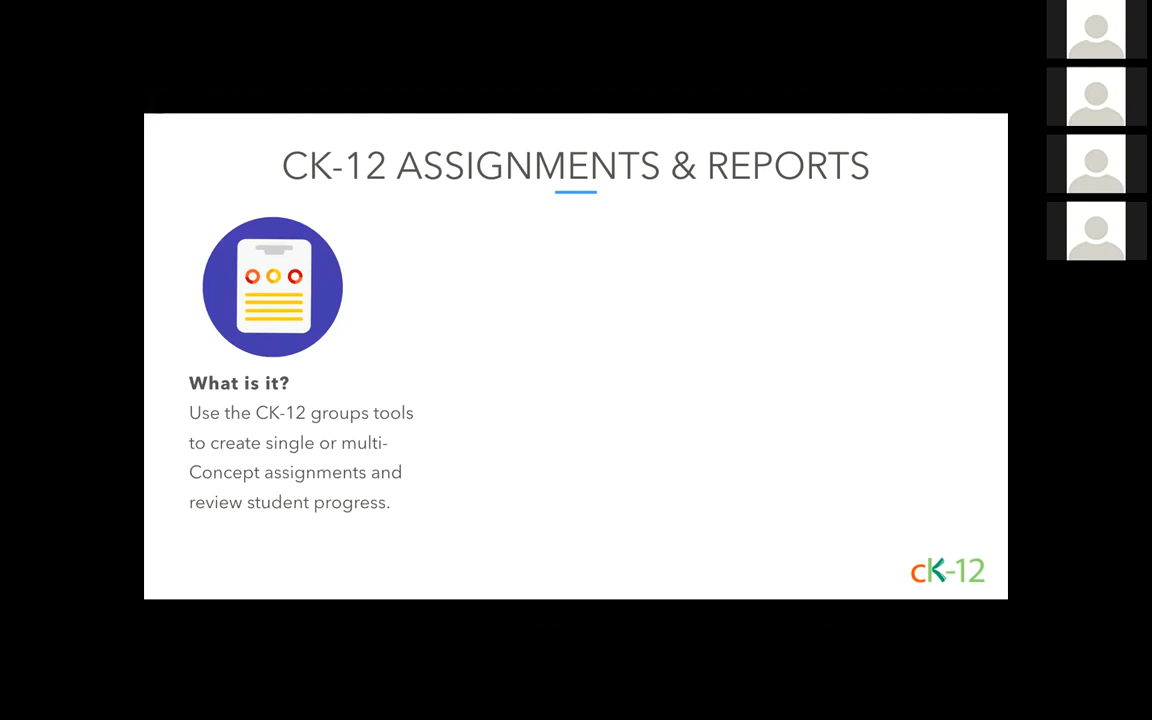 CK-12 ASSIGNMENTS & REPORTS
What is it?
Use the CK-12 groups tools
to create single or multi-
Concept assignments and
review student progress.
cK-12